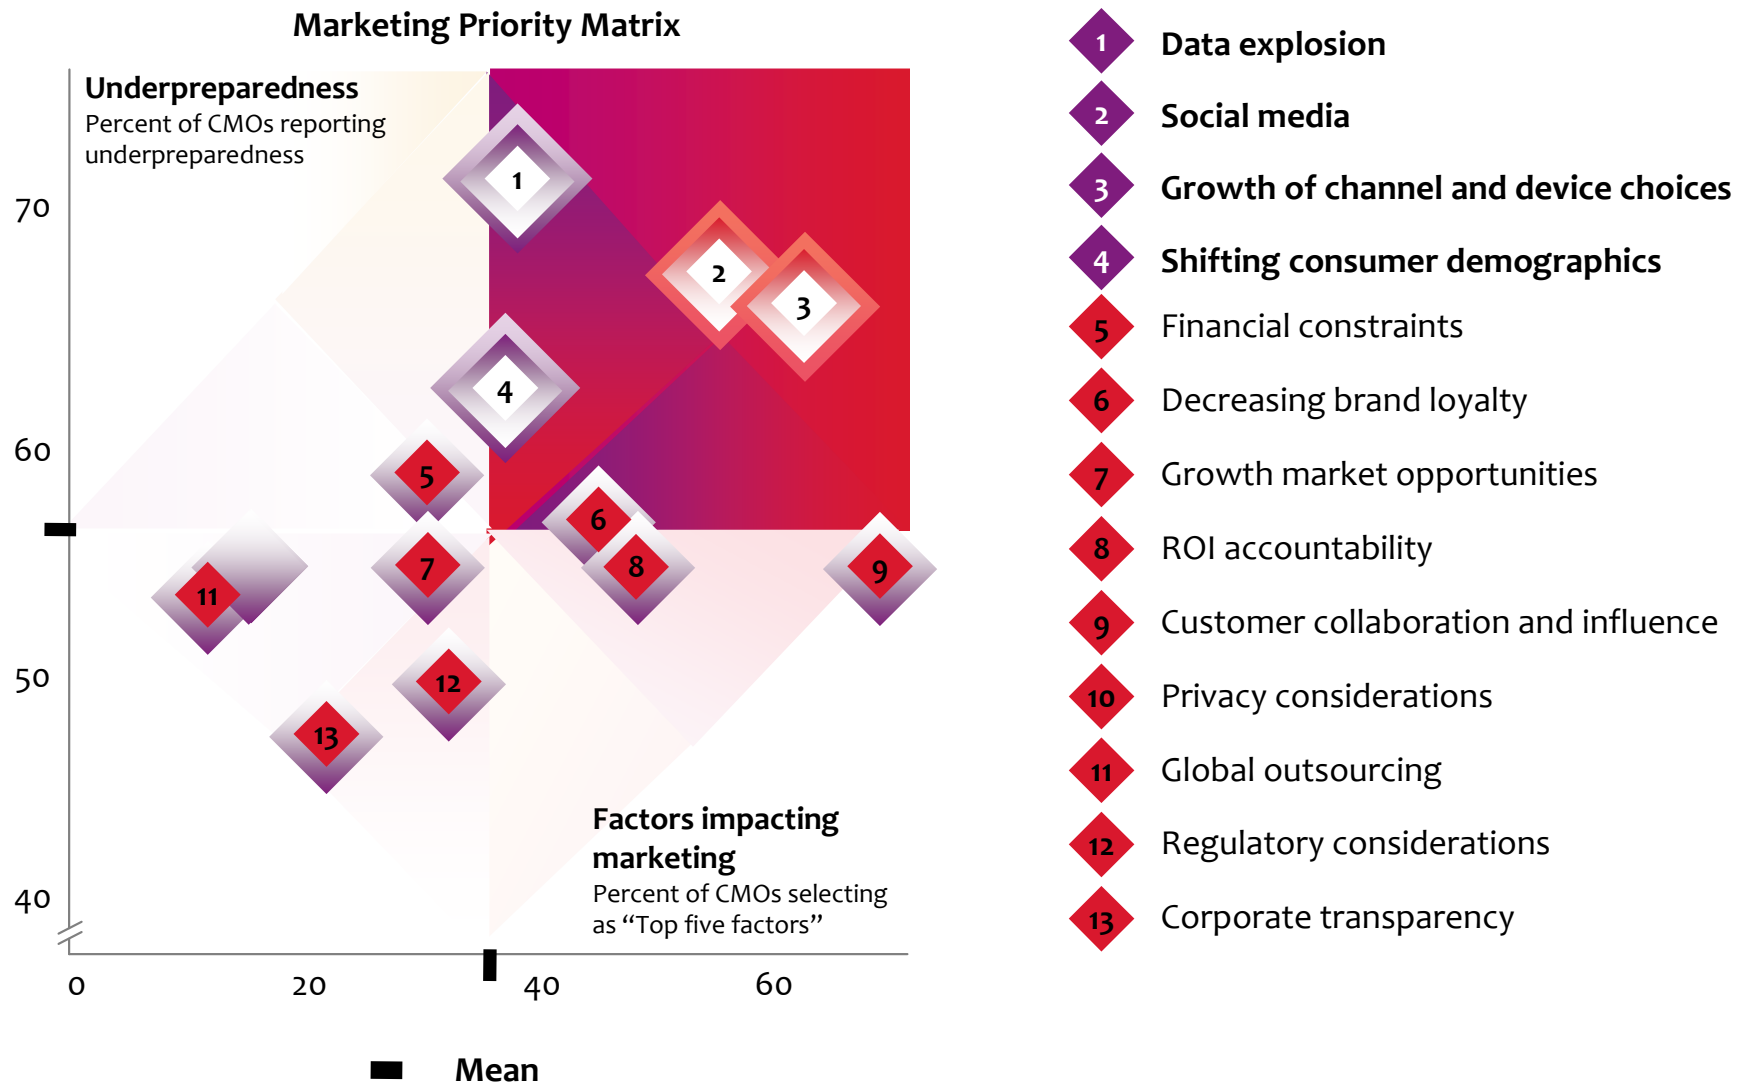 Marketing Priority Matrix
Underpreparedness
Percent of CMOs reporting
underpreparedness
70
60
50
40
0
20
40
60
1
2
3
4
5
6
7
8
9
11
12
13
Factors impacting
marketing
Percent of CMOs selecting
as “Top five factors”
Mean
1 Data explosion
2 Social media
3 Growth of channel and device choices
4 Shifting consumer demographics
5 Financial constraints
6 Decreasing brand loyalty
7 Growth market opportunities
8 ROI accountability
9 Customer collaboration and influence
10 Privacy considerations
11 Global outsourcing
12 Regulatory considerations
13 Corporate transparency